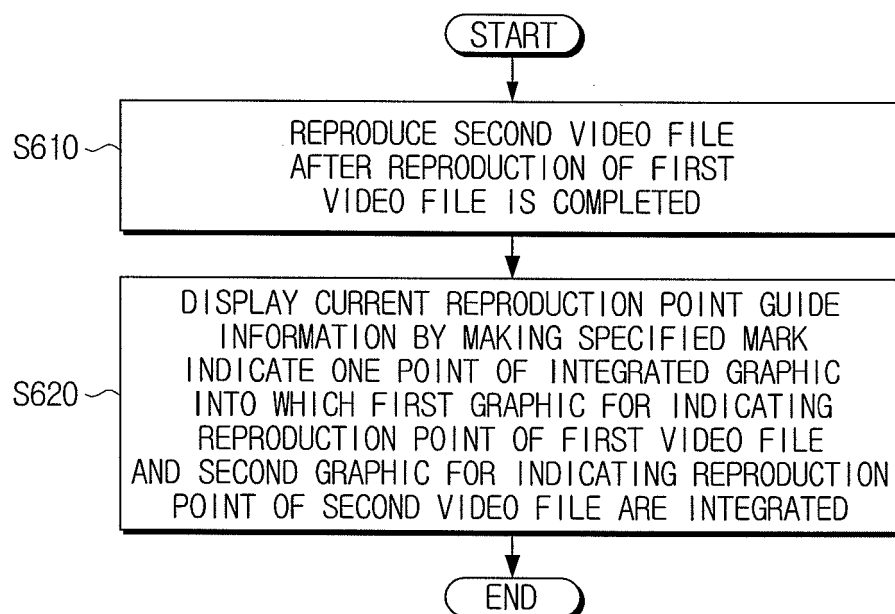 START
S610
REPRODUCE SECOND VIDEO FILE
AFTER REPRODUCTION OF FIRST
VIDEO FILE IS COMPLETED
DISPLAY CURRENT REPRODUCTION POINT GUIDE
INFORMATION BY MAKING SPECIFIED MARK
INDICATE ONE POINT OF INTEGRATED GRAPHIC
S620
INTO WHICH FIRST GRAPHIC FOR INDICATING
REPRODUCTION POINT OF FIRST VIDEO FILE
AND SECOND GRAPHIC FOR INDICATING REPRODUCTION
POINT OF SECOND VIDEO FILE ARE INTEGRATED
END